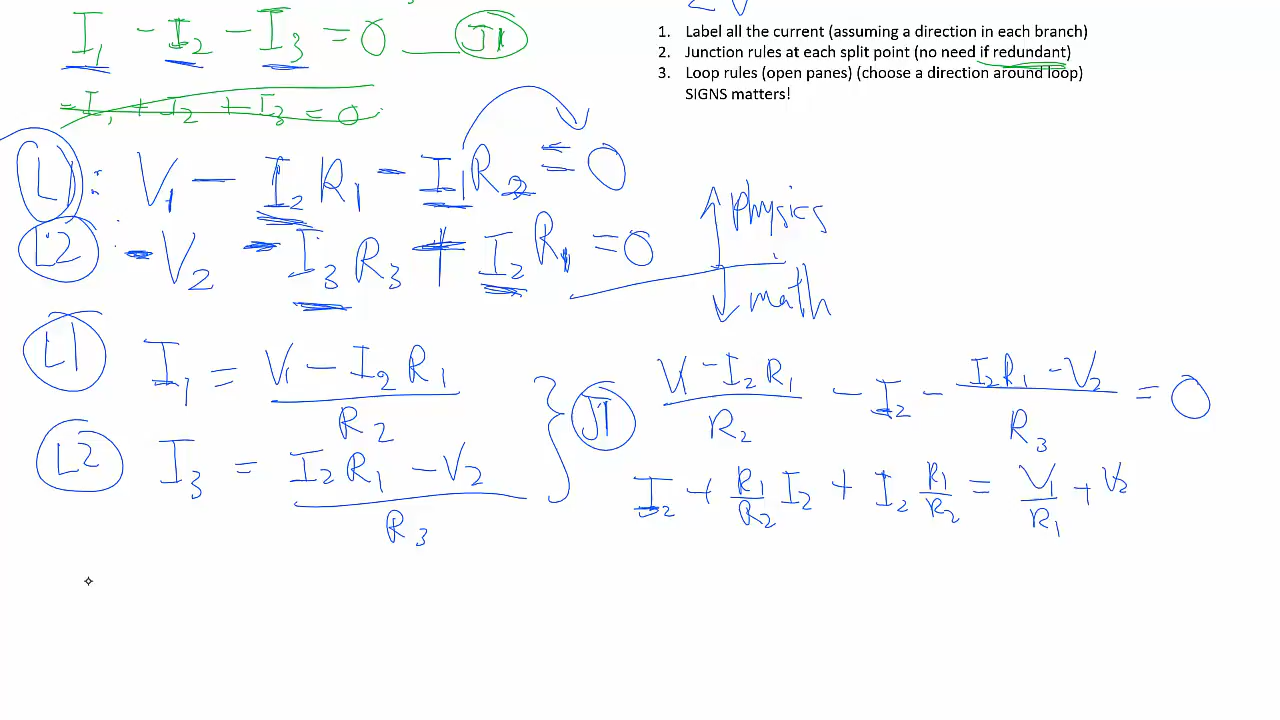 I₁ - I₂ - I₃ = 0 J1
- I₁ + I₂ + I₃ = 0
1. Label all the current (assuming a direction in each branch)
2. Junction rules at each split point (no need if redundant)
3. Loop rules (open panes) (choose a direction around loop)
SIGNS matters!
L1: V₁ - I₂R₁ - I₁R₂ = 0
L2 - V₂ - I₃R₃ + I₂R₁ = 0
↑ Physics
↓ math
L1 I₁ = (V₁ - I₂R₁)/R₂
L2 I₃ = (I₂R₁ - V₂)/R₃
J1 (V₁ - I₂R₁)/R₂ - I₂ - (I₂R₁ - V₂)/R₃ = 0
I₂ + R₁/R₂ I₂ + I₂ R₁/R₂ = V₁/R₁ + V₂